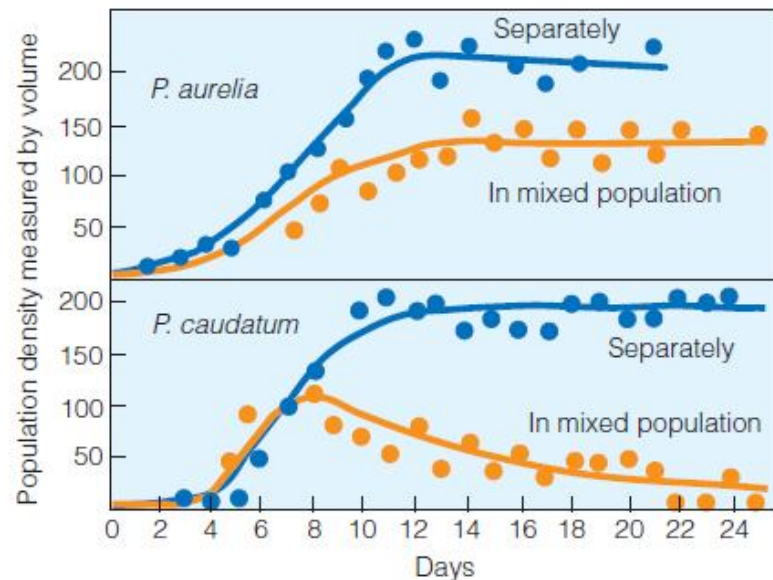 Population density measured by volume
Separately
200
P. aurelia
150
100
In mixed population
50
200
P. caudatum
150
Separately
100
In mixed population
50
0 2 4 6 8 10 12 14 16 18 20 22 24
Days